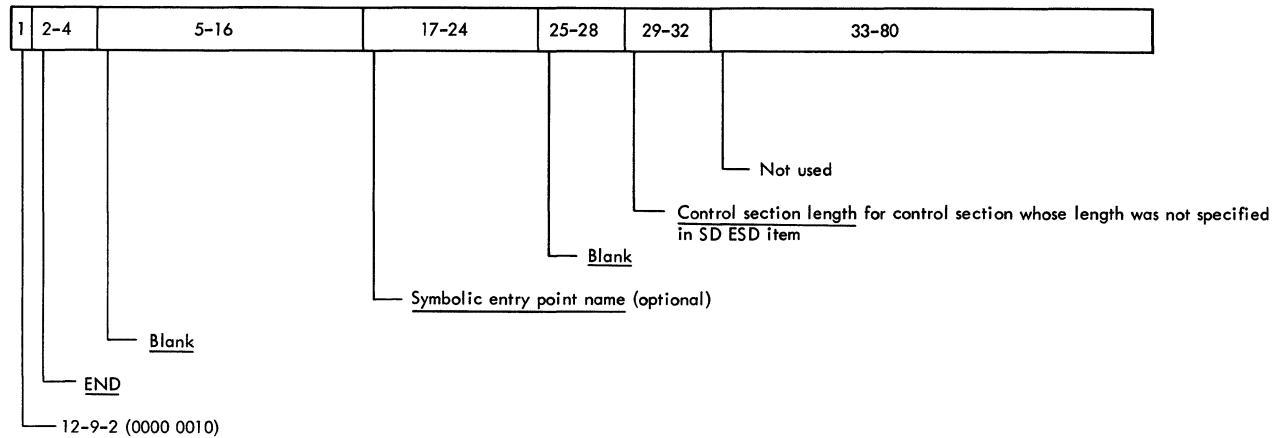 1 2-4 5-16 17-24 25-28 29-32 33-80
Not used
Control section length for control section whose length was not specified
in SD ESD item
Blank
Symbolic entry point name (optional)
Blank
END
12-9-2 (0000 0010)